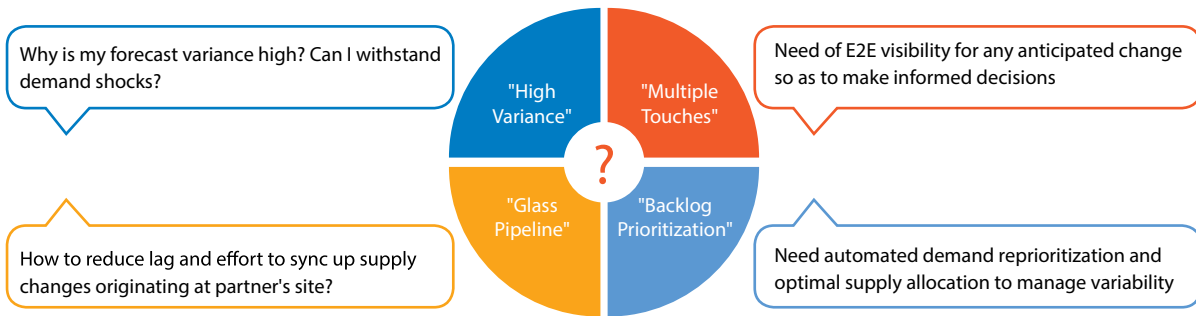 Why is my forecast variance high? Can I withstand
demand shocks?
"High
Variance"
"Multiple
Touches"
Need of E2E visibility for any anticipated change
so as to make informed decisions
?
How to reduce lag and effort to sync up supply
changes originating at partner's site?
"Glass
Pipeline"
"Backlog
Prioritization"
Need automated demand reprioritization and
optimal supply allocation to manage variability